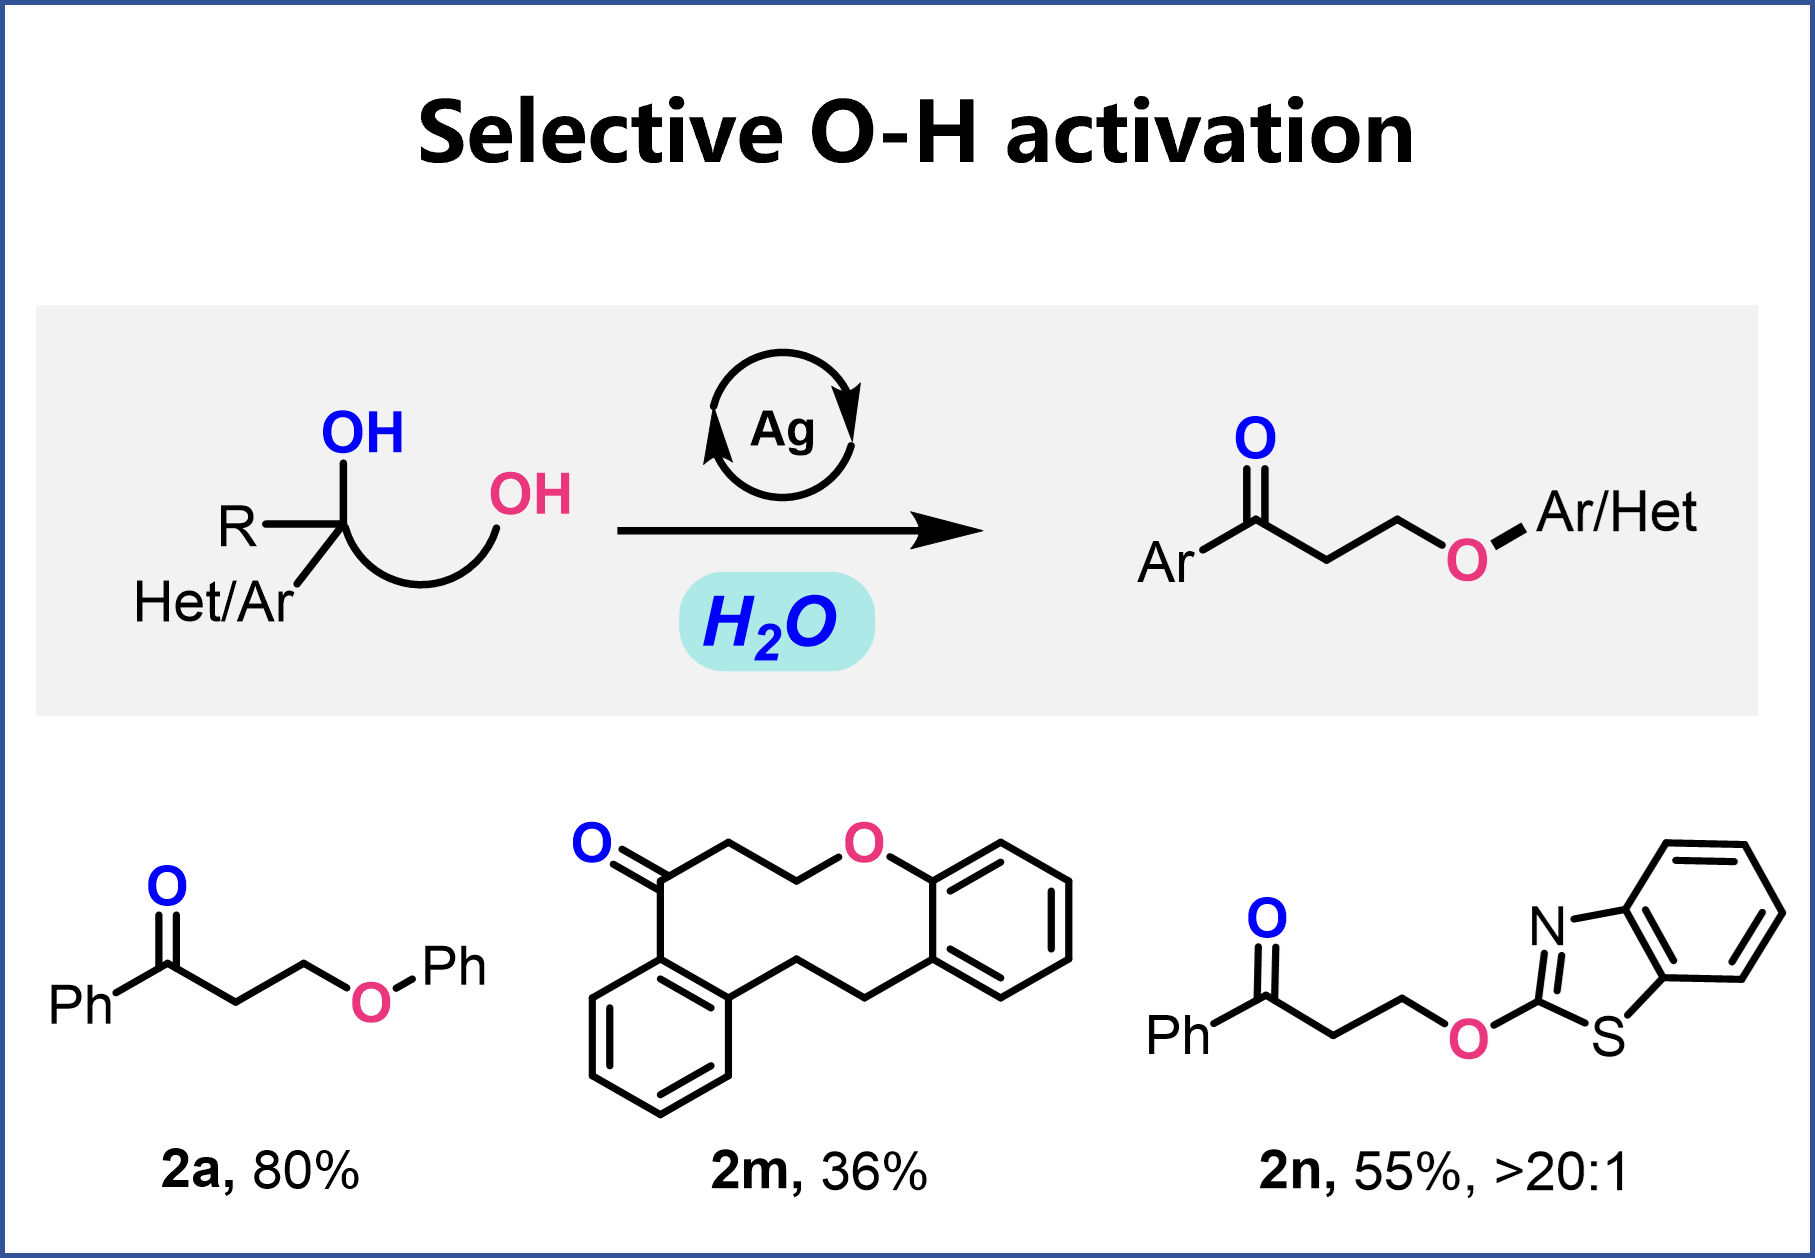 Selective O-H activation
OH
OH
R
Het/Ar
Ag
H₂O
O
Ar
O
Ar/Het
O
Ph
O
Ph
2a, 80%
O
O
2m, 36%
O
Ph
O
N
S
2n, 55%, >20:1